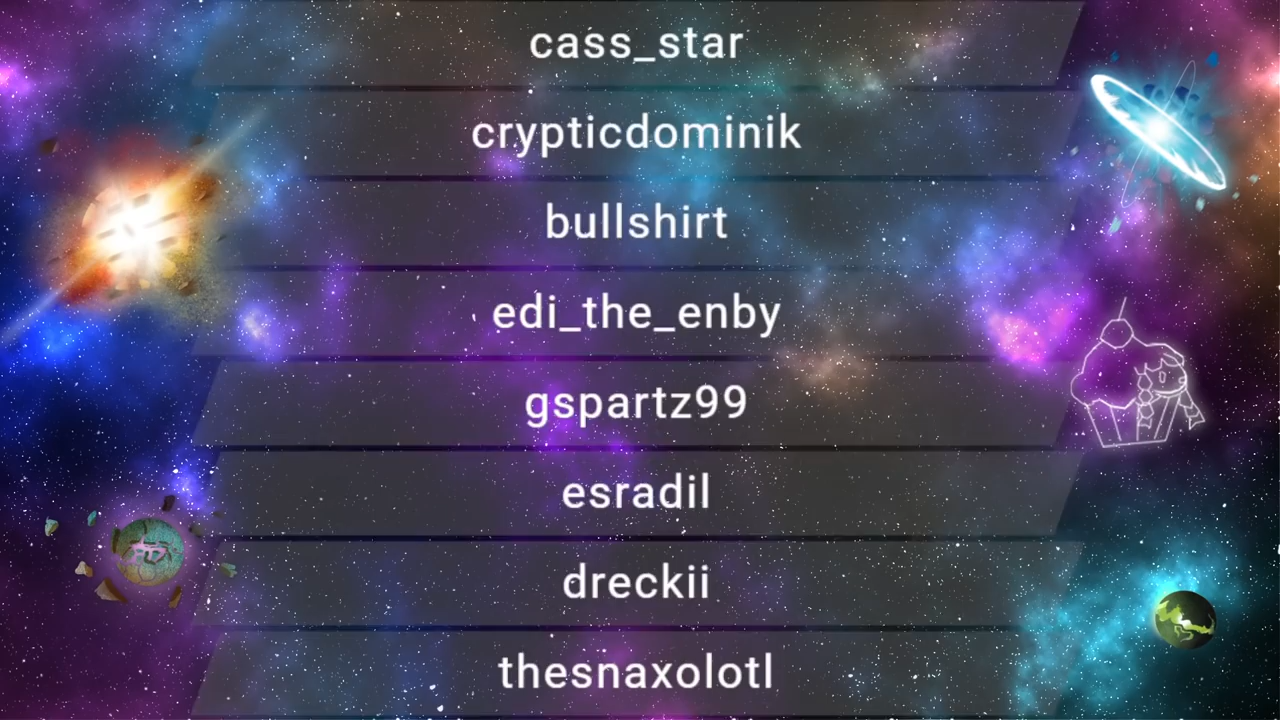 cass_star
crypticdominik
bullshirt
edi_the_enby
gspartz99
esradil
dreckii
thesnaxolotl